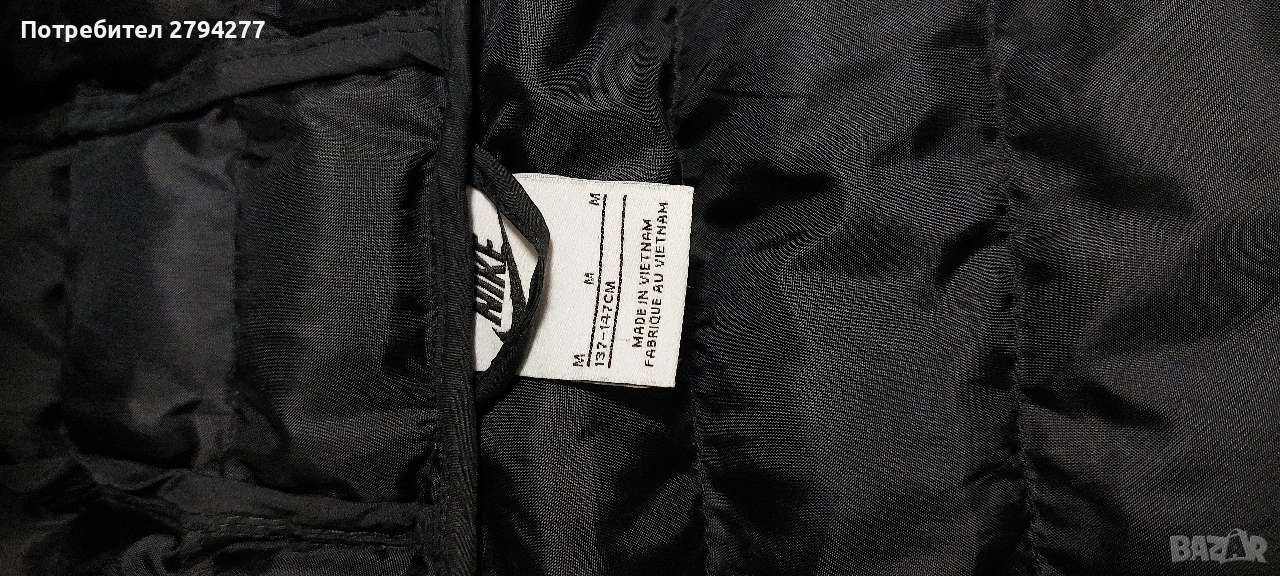 Потребител 2794277
NIKE
M M M
137-147CM
MADE IN VIETNAM
FABRIQUE AU VIETNAM
BAZAR